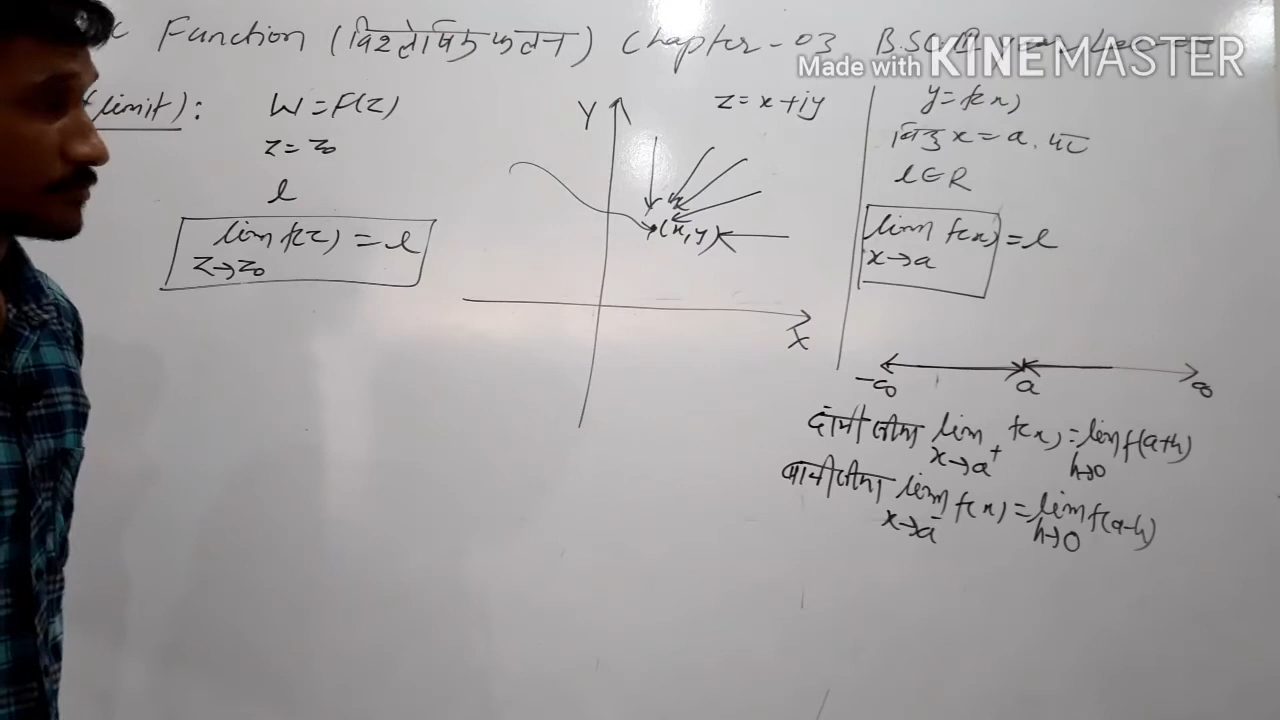 c Function (विश्लेषिक फलन) Chapter-03 B.Sc
Made with KINEMASTER
(limit): W = F(z)
z = z₀
l
lim f(z) = l
z→z₀
Y
z = x+iy
(x,y)
X
y = f(x)
बिन्दु x = a. पर
l∈R
lim f(x) = l
x→a
-∞ a ∞
दायी सीमा lim f(x) = lim f(a+h)
x→a⁺ h→0
बायी सीमा lim f(x) = lim f(a-h)
x→a⁻ h→0